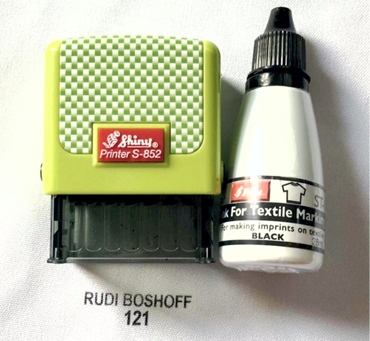 Shiny
Printer S-852
Shiny
k For Textile Mark
For making imprints on
BLACK
RUDI BOSHOFF
121